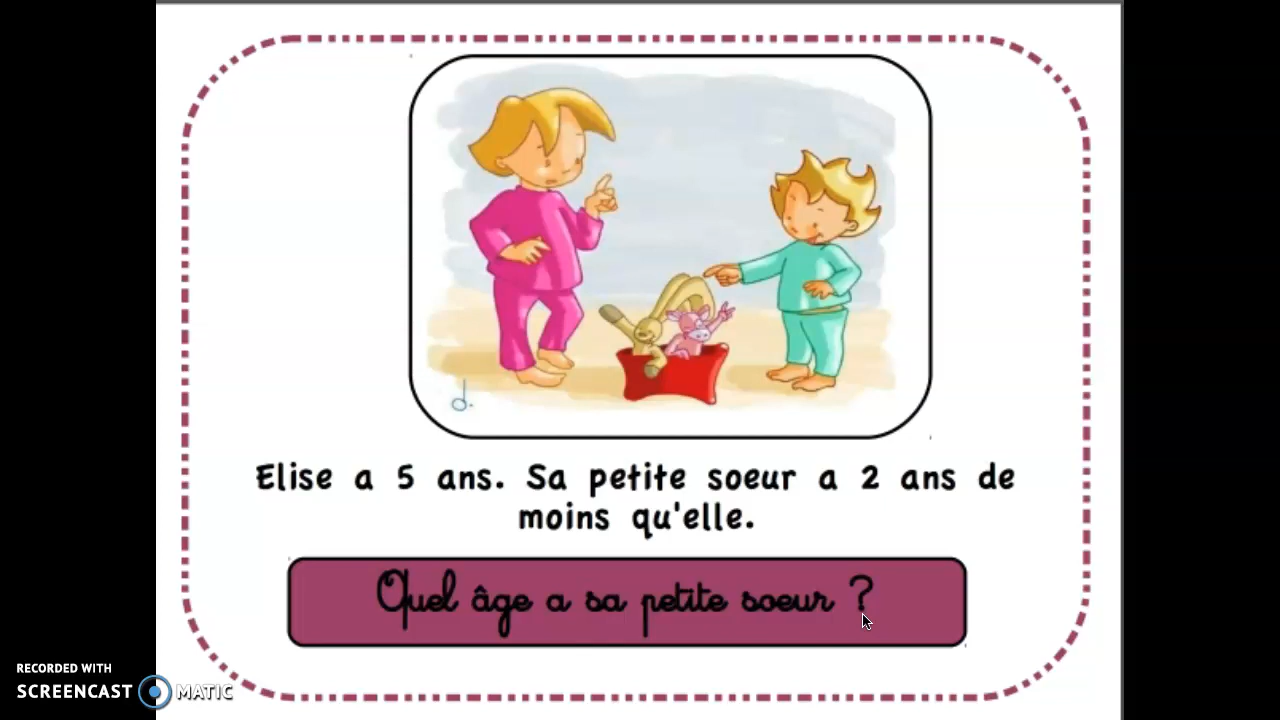 d.
Elise a 5 ans. Sa petite soeur a 2 ans de
moins qu'elle.
Quel âge a sa petite soeur ?
RECORDED WITH
SCREENCAST MATIC